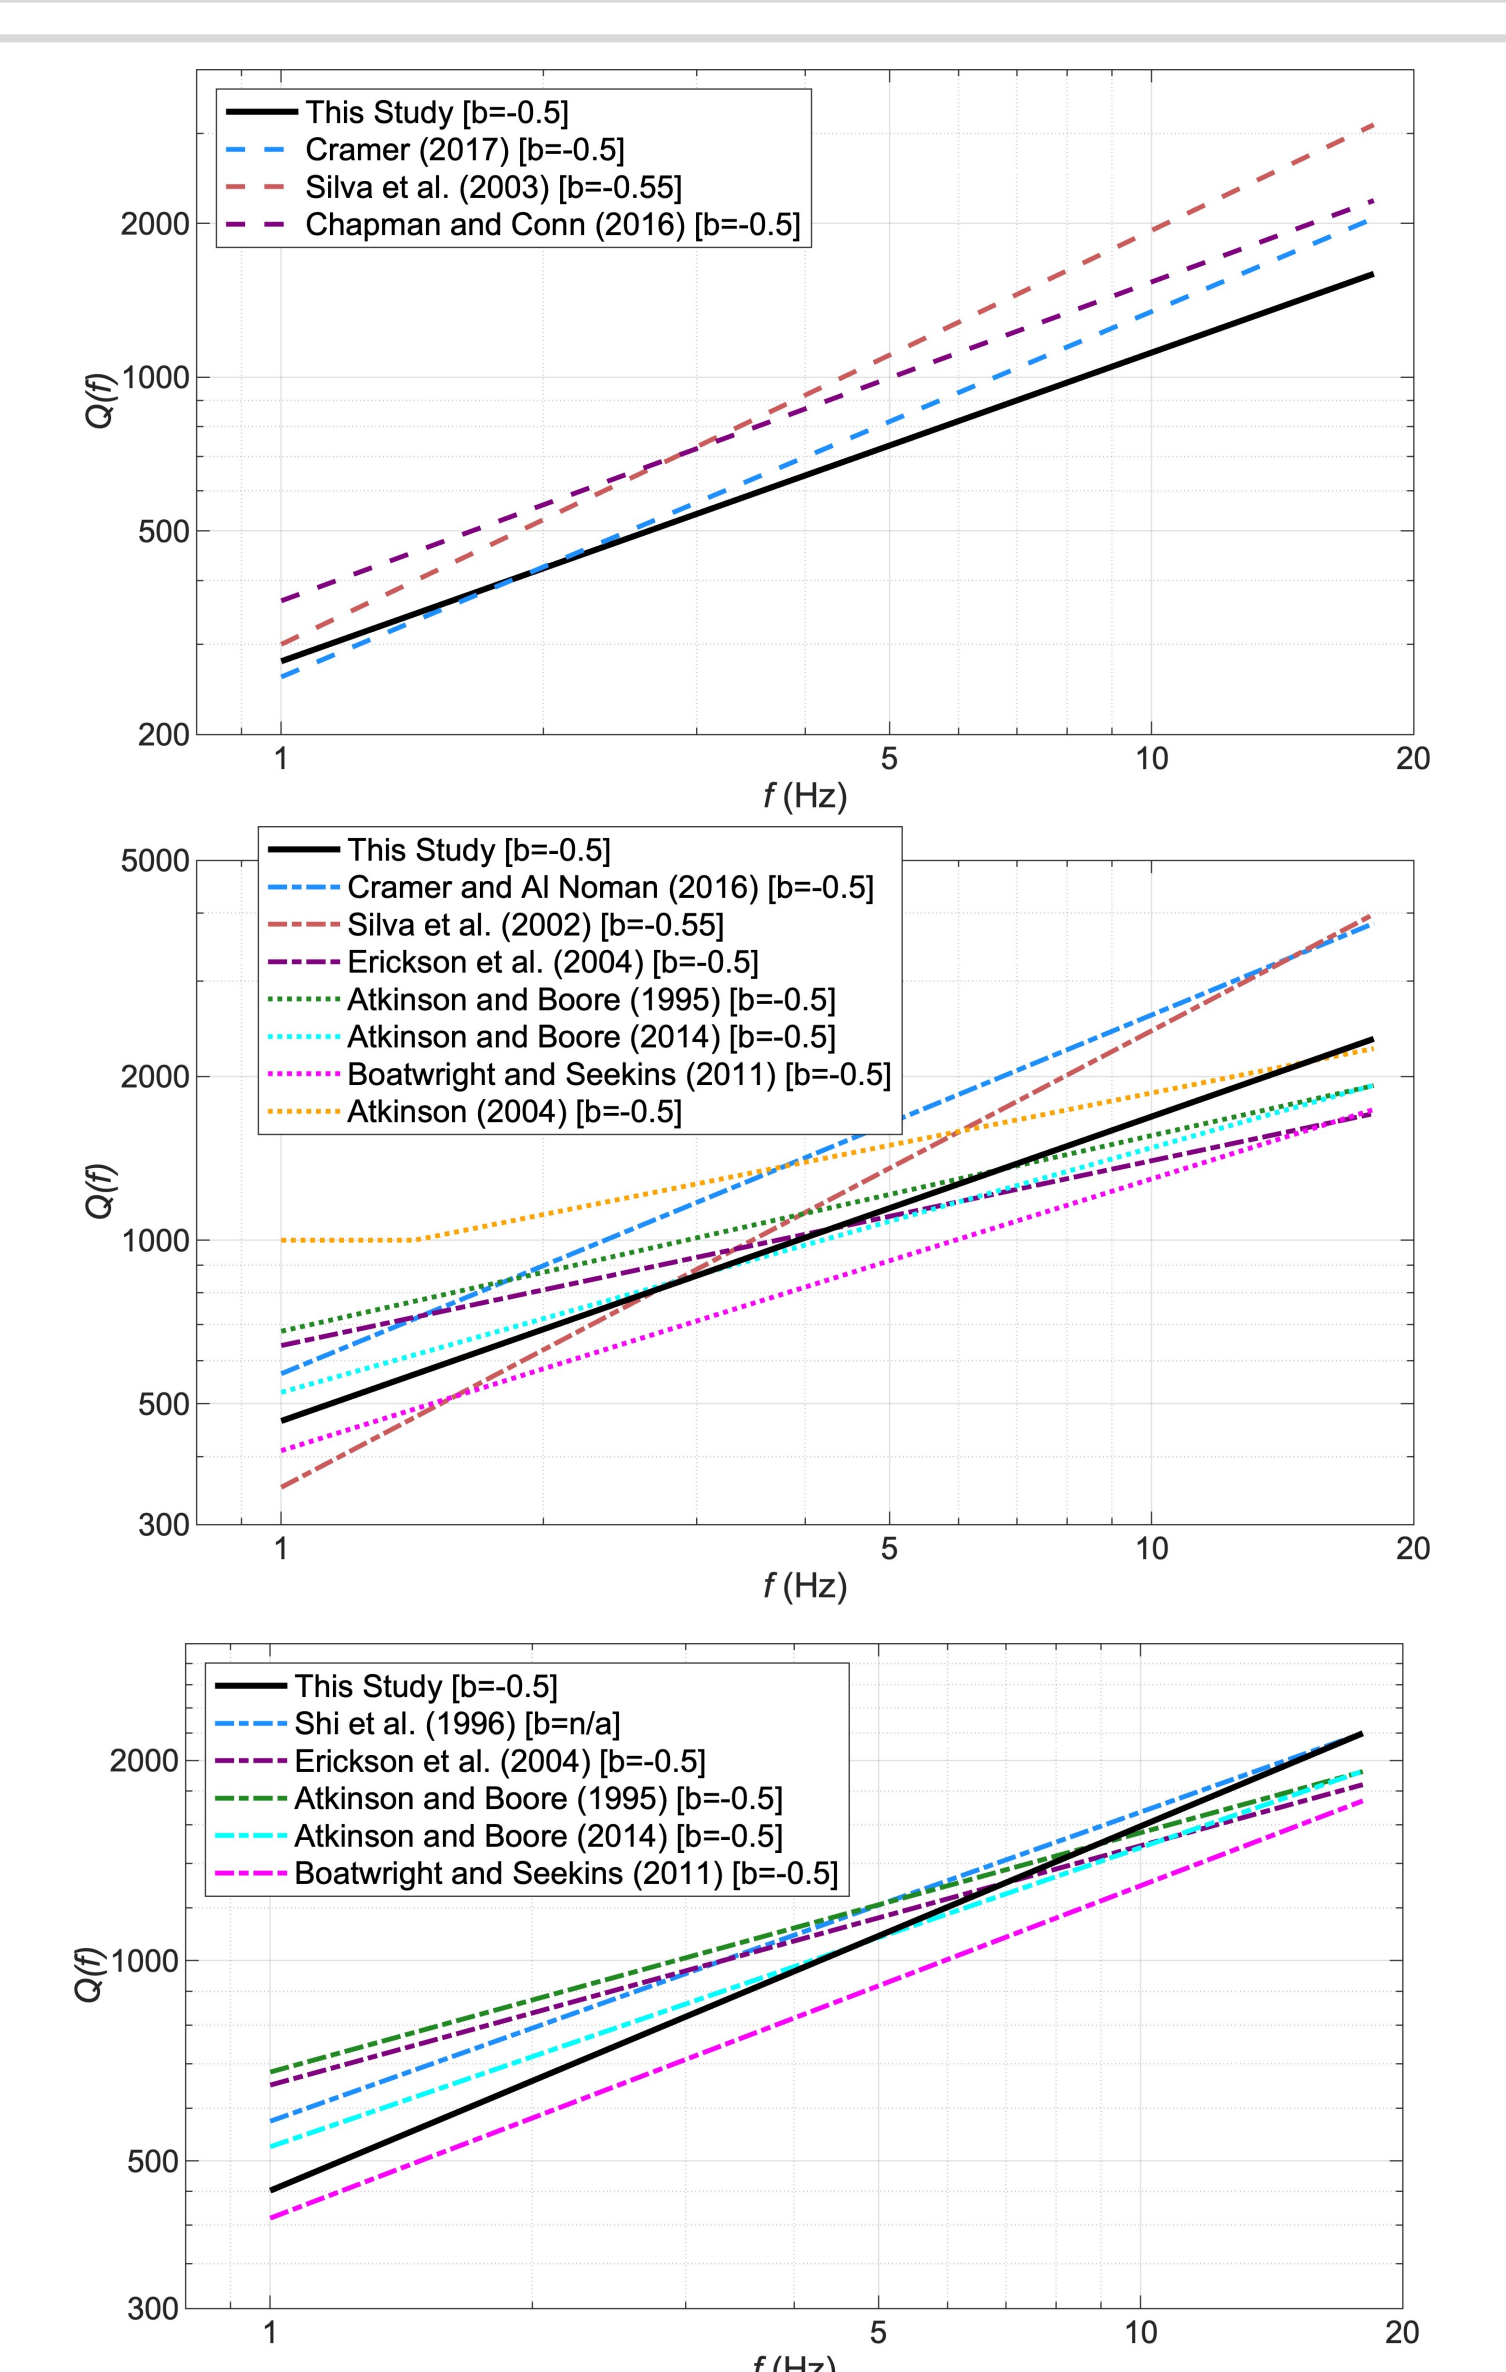 This Study [b=-0.5]
Cramer (2017) [b=-0.5]
Silva et al. (2003) [b=-0.55]
Chapman and Conn (2016) [b=-0.5]
2000
1000
500
200
Q(f)
1 5 10 20
f (Hz)
This Study [b=-0.5]
Cramer and Al Noman (2016) [b=-0.5]
Silva et al. (2002) [b=-0.55]
Erickson et al. (2004) [b=-0.5]
Atkinson and Boore (1995) [b=-0.5]
Atkinson and Boore (2014) [b=-0.5]
Boatwright and Seekins (2011) [b=-0.5]
Atkinson (2004) [b=-0.5]
5000
2000
1000
500
300
Q(f)
1 5 10 20
f (Hz)
This Study [b=-0.5]
Shi et al. (1996) [b=n/a]
Erickson et al. (2004) [b=-0.5]
Atkinson and Boore (1995) [b=-0.5]
Atkinson and Boore (2014) [b=-0.5]
Boatwright and Seekins (2011) [b=-0.5]
2000
1000
500
300
Q(f)
1 5 10 20
f (Hz)